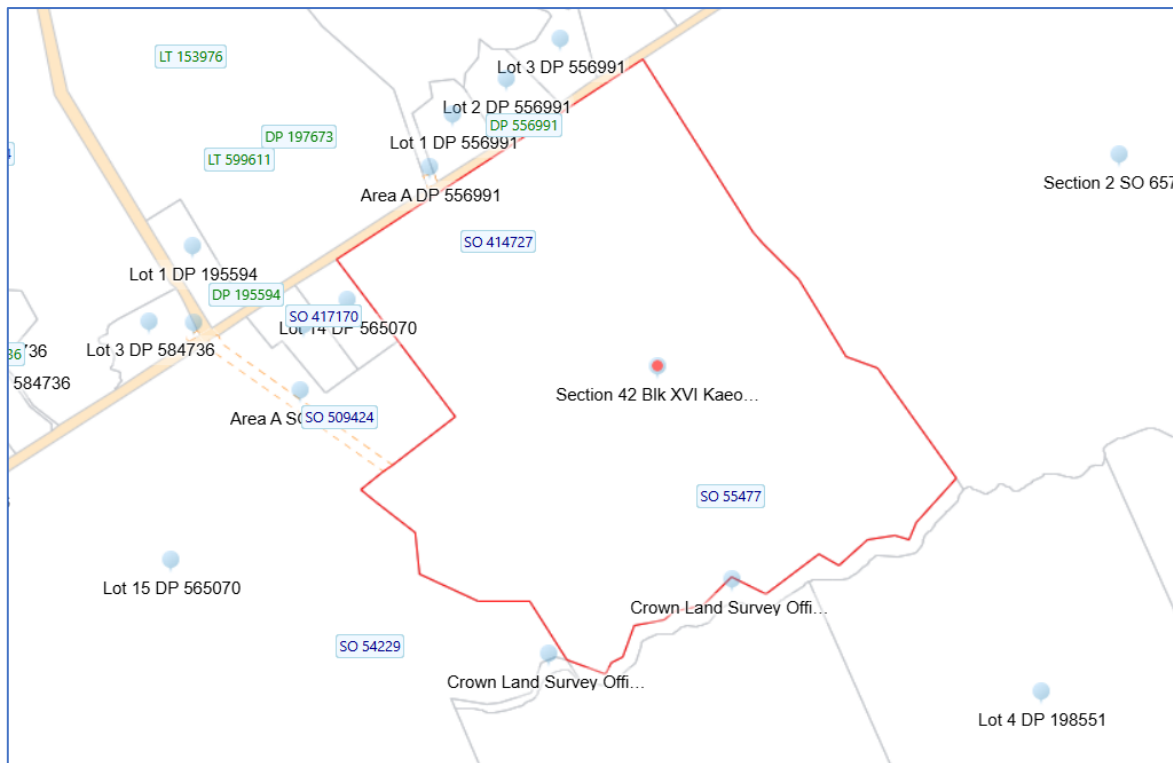 LT 153976
Lot 3 DP 556991
Lot 2 DP 556991
DP 556991
DP 197673
Lot 1 DP 556991
LT 599611
Section 2 SO 657
Area A DP 556991
SO 414727
Lot 1 DP 195594
DP 195594
SO 417170
Lot 14 DP 565070
Lot 3 DP 584736
736
36
584736
Section 42 Blk XVI Kaeo...
Area A SO
SO 509424
SO 55477
Lot 15 DP 565070
Crown Land Survey Offi...
SO 54229
Crown Land Survey Offi...
Lot 4 DP 198551